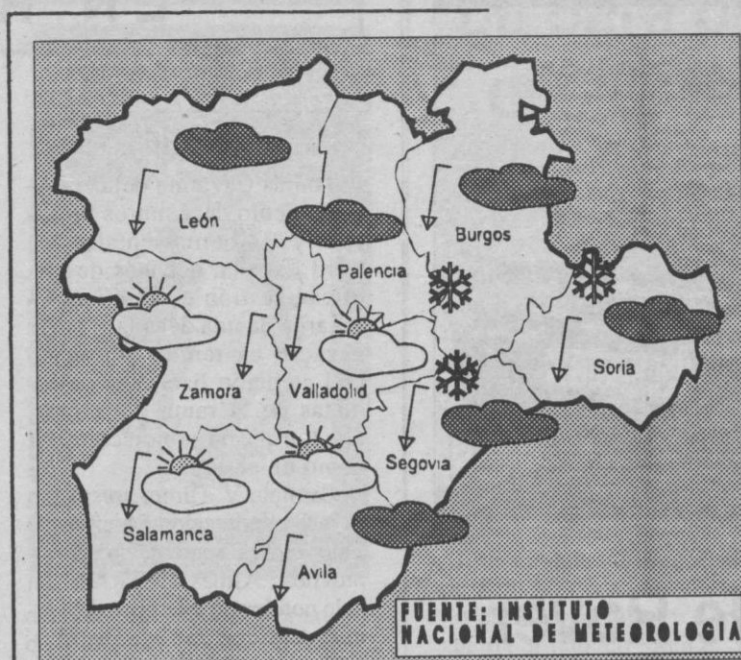 León
Burgos
Palencia
Soria
Zamora
Valladolid
Segovia
Salamanca
Avila
FUENTE: INSTITUTO
NACIONAL DE METEOROLOGIA